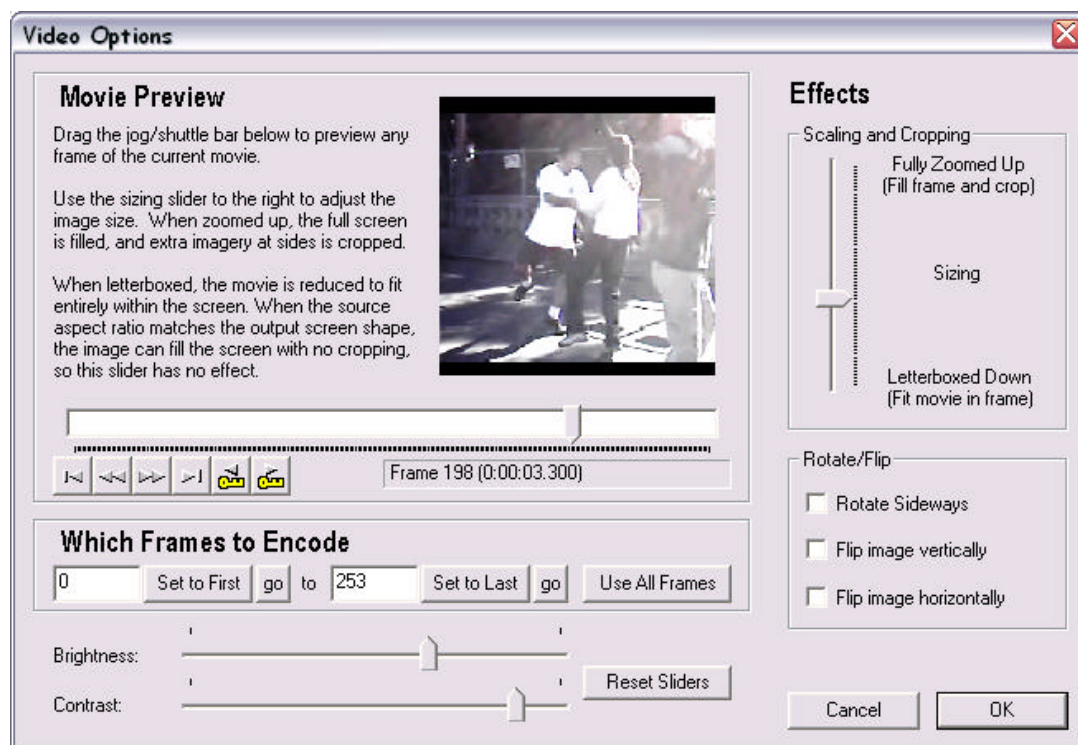 Video Options
Movie Preview
Drag the jog/shuttle bar below to preview any
frame of the current movie.
Use the sizing slider to the right to adjust the
image size. When zoomed up, the full screen
is filled, and extra imagery at sides is cropped.
When letterboxed, the movie is reduced to fit
entirely within the screen. When the source
aspect ratio matches the output screen shape,
the image can fill the screen with no cropping,
so this slider has no effect.
Frame 198 (0:00:03.300)
Which Frames to Encode
0 Set to First go to 253 Set to Last go Use All Frames
Brightness:
Contrast:
Reset Sliders
Effects
Scaling and Cropping
Fully Zoomed Up
(Fill frame and crop)
Sizing
Letterboxed Down
(Fit movie in frame)
Rotate/Flip
Rotate Sideways
Flip image vertically
Flip image horizontally
Cancel OK